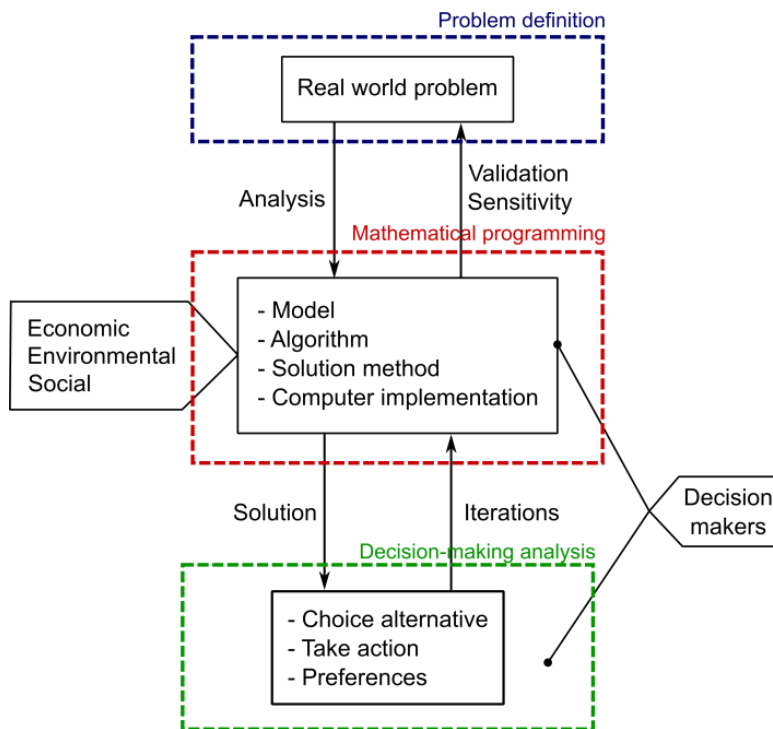 Problem definition
Real world problem
Analysis
Validation
Sensitivity
Mathematical programming
Economic
Environmental
Social
- Model
- Algorithm
- Solution method
- Computer implementation
Solution
Iterations
Decision
makers
Decision-making analysis
- Choice alternative
- Take action
- Preferences